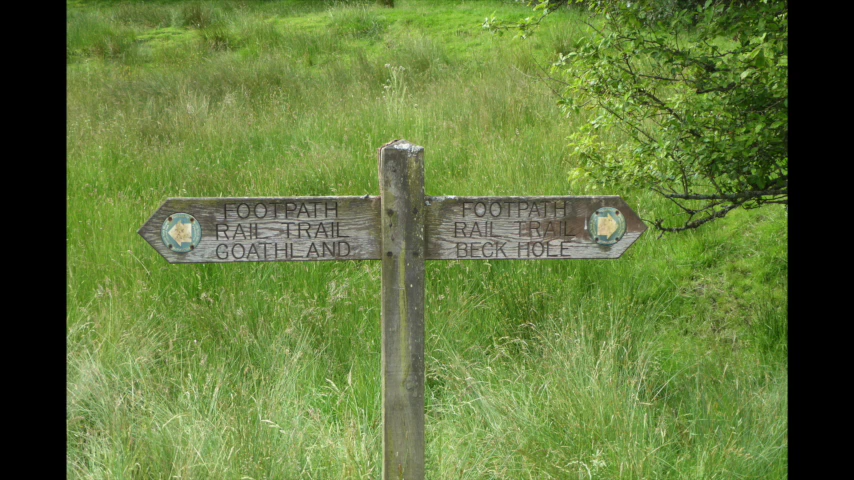 FOOTPATH
RAIL TRAIL
GOATHLAND
FOOTPATH
RAIL TRAIL
BECK HOLE